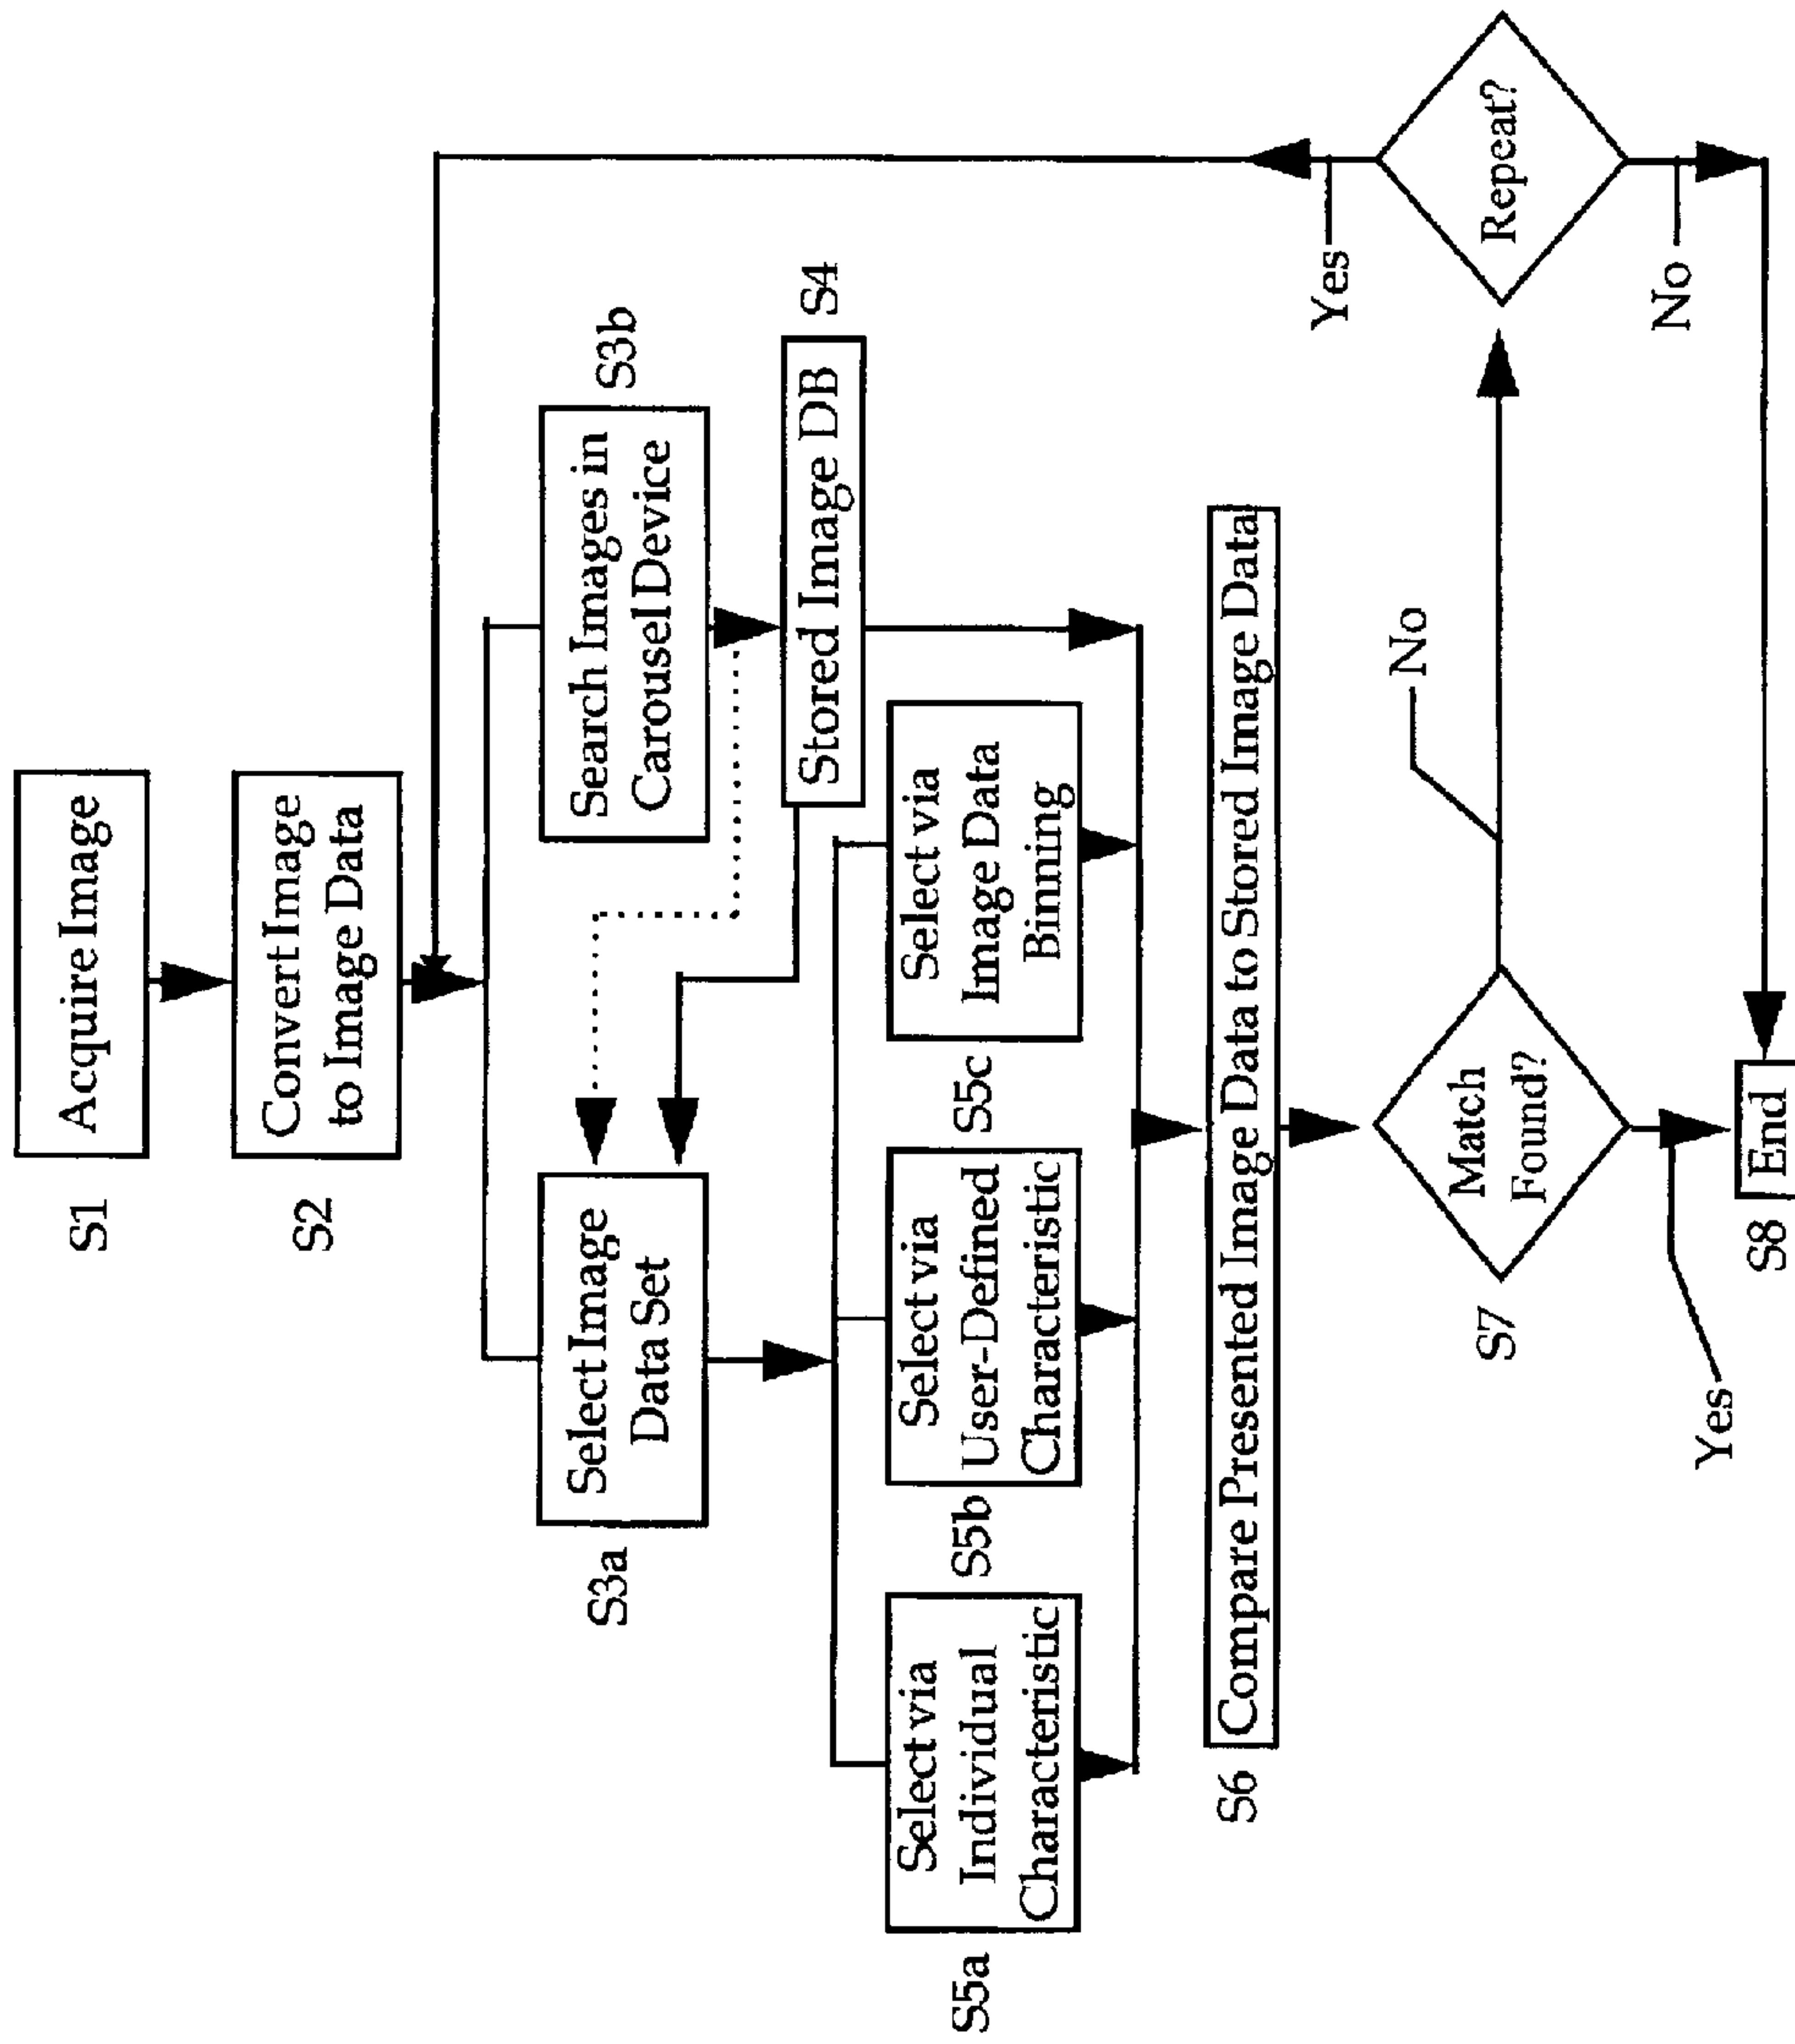 S1
Acquire Image
S2
Convert Image
to Image Data
S3a
Select Image
Data Set
Search Images in
Carousel Device
S3b
Stored Image DB
S4
S5a
Select via
Individual
Characteristic
S5b
Select via
User-Defined
Characteristic
S5c
Select via
Image Data
Binning
S6
Compare Presented Image Data to Stored Image Data
S7
Match
Found?
No
Yes
Repeat?
Yes
No
S8
End